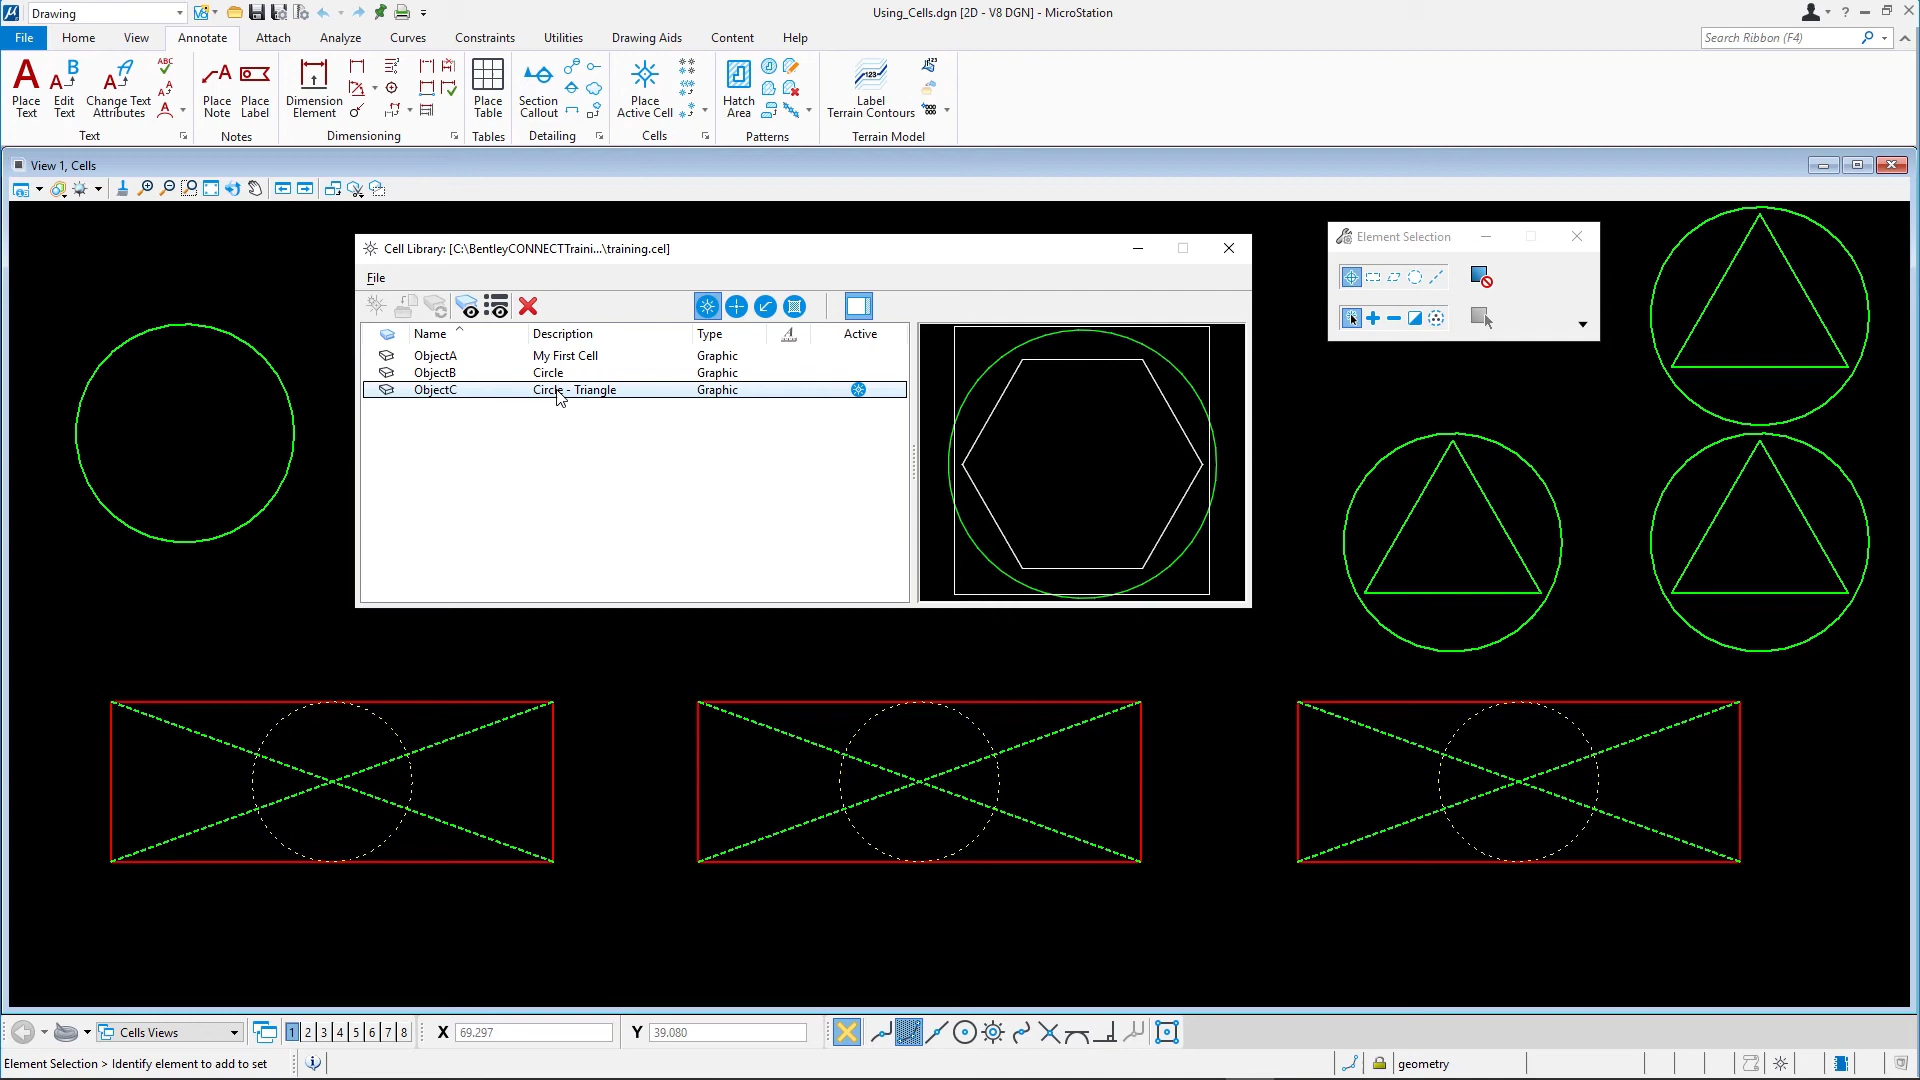 Drawing
Using_Cells.dgn [2D - V8 DGN] - MicroStation
File Home View Annotate Attach Analyze Curves Constraints Utilities Drawing Aids Content Help
Search Ribbon (F4)
Place Text
Edit Text
Change Text Attributes
Text
Place Note
Place Label
Notes
Dimension Element
Dimensioning
Place Table
Tables
Section Callout
Detailing
Place Active Cell
Cells
Hatch Area
Patterns
Label Terrain Contours
Terrain Model
View 1, Cells
Cell Library: [C:\BentleyCONNECTTraini...\training.cel]
File
Name Description Type Active
ObjectA My First Cell Graphic
ObjectB Circle Graphic
ObjectC Circle - Triangle Graphic
Element Selection
Cells Views
1 2 3 4 5 6 7 8
X 69.297
Y 39.080
Element Selection > Identify element to add to set
geometry